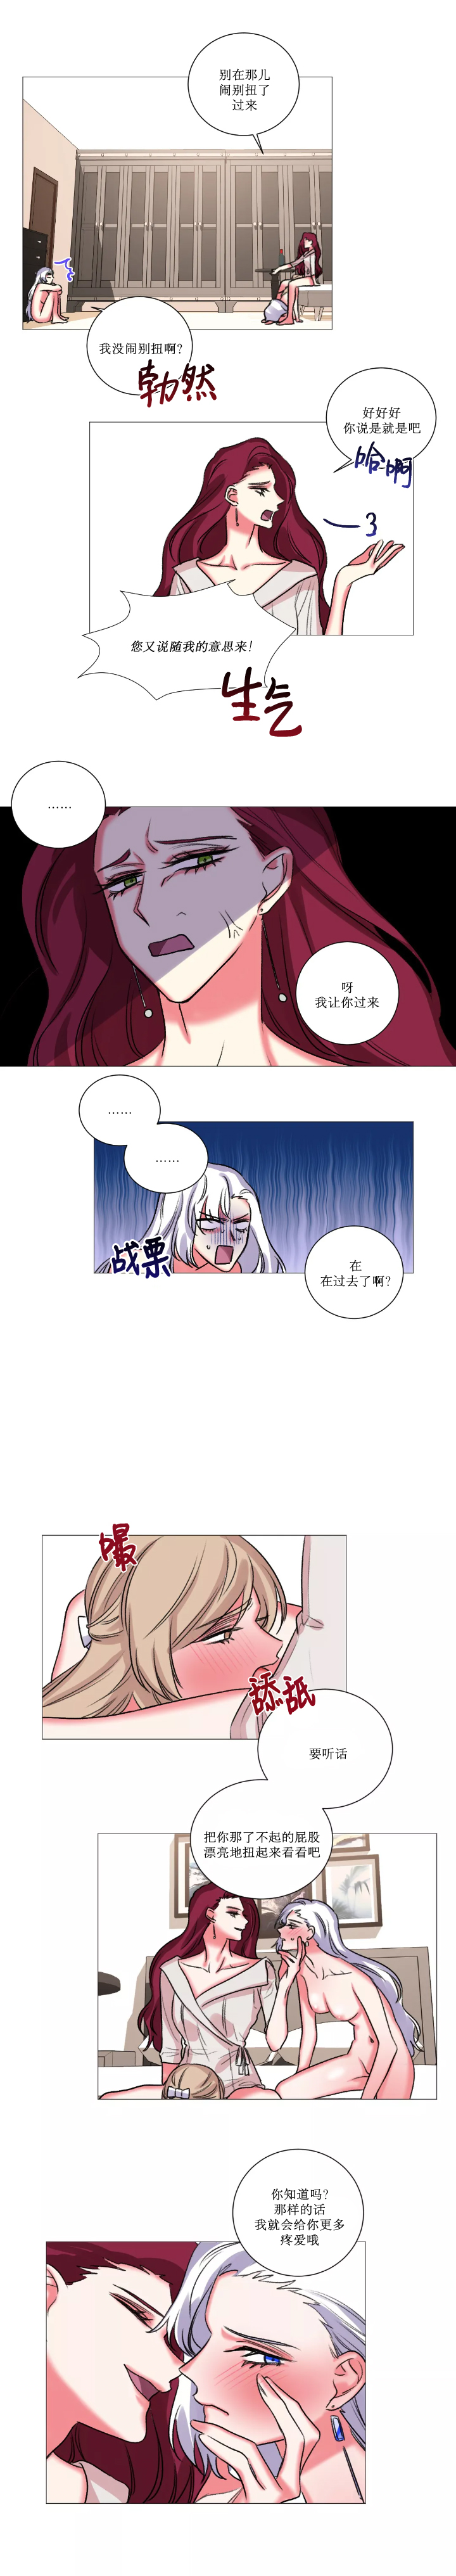 别在那儿
闹别扭了
过来
我没闹别扭啊?
勃然
好好好
你说是就是吧
哈啊
您又说随我的意思来!
生气
……
呀
我让你过来
……
……
战栗
在
在过去了啊?
嘬
舔舐
要听话
把你那了不起的屁股
漂亮地扭起来看看吧
你知道吗?
那样的话
我就会给你更多
疼爱哦